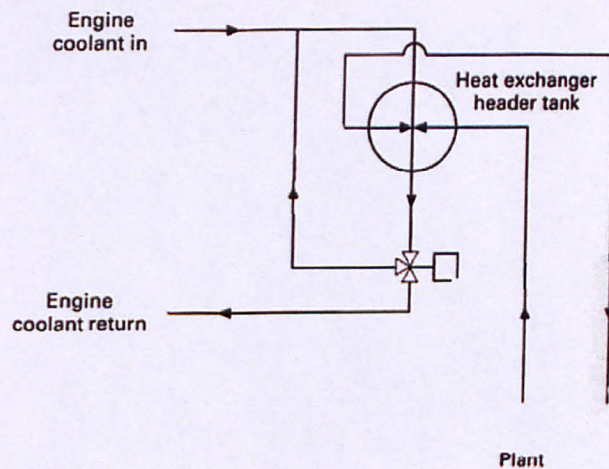 Engine
coolant in
Heat exchanger
header tank
Engine
coolant return
Plant